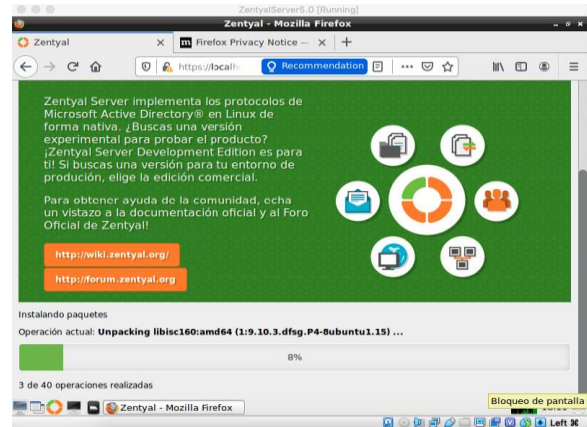 ZentyalServer5.0 [Running]
Zentyal - Mozilla Firefox
Zentyal
Firefox Privacy Notice —
https://localh
Recommendation
Zentyal Server implementa los protocolos de
Microsoft Active Directory® en Linux de
forma nativa. ¿Buscas una versión
experimental para probar el producto?
¡Zentyal Server Development Edition es para
ti! Si buscas una versión para tu entorno de
produción, elige la edición comercial.
Para obtener ayuda de la comunidad, echa
un vistazo a la documentación oficial y al Foro
Oficial de Zentyal!
http://wiki.zentyal.org/
http://forum.zentyal.org
Instalando paquetes
Operación actual: Unpacking libisc160:amd64 (1:9.10.3.dfsg.P4-8ubuntu1.15) ...
8%
3 de 40 operaciones realizadas
Bloqueo de pantalla
Zentyal - Mozilla Firefox
Left ⌘